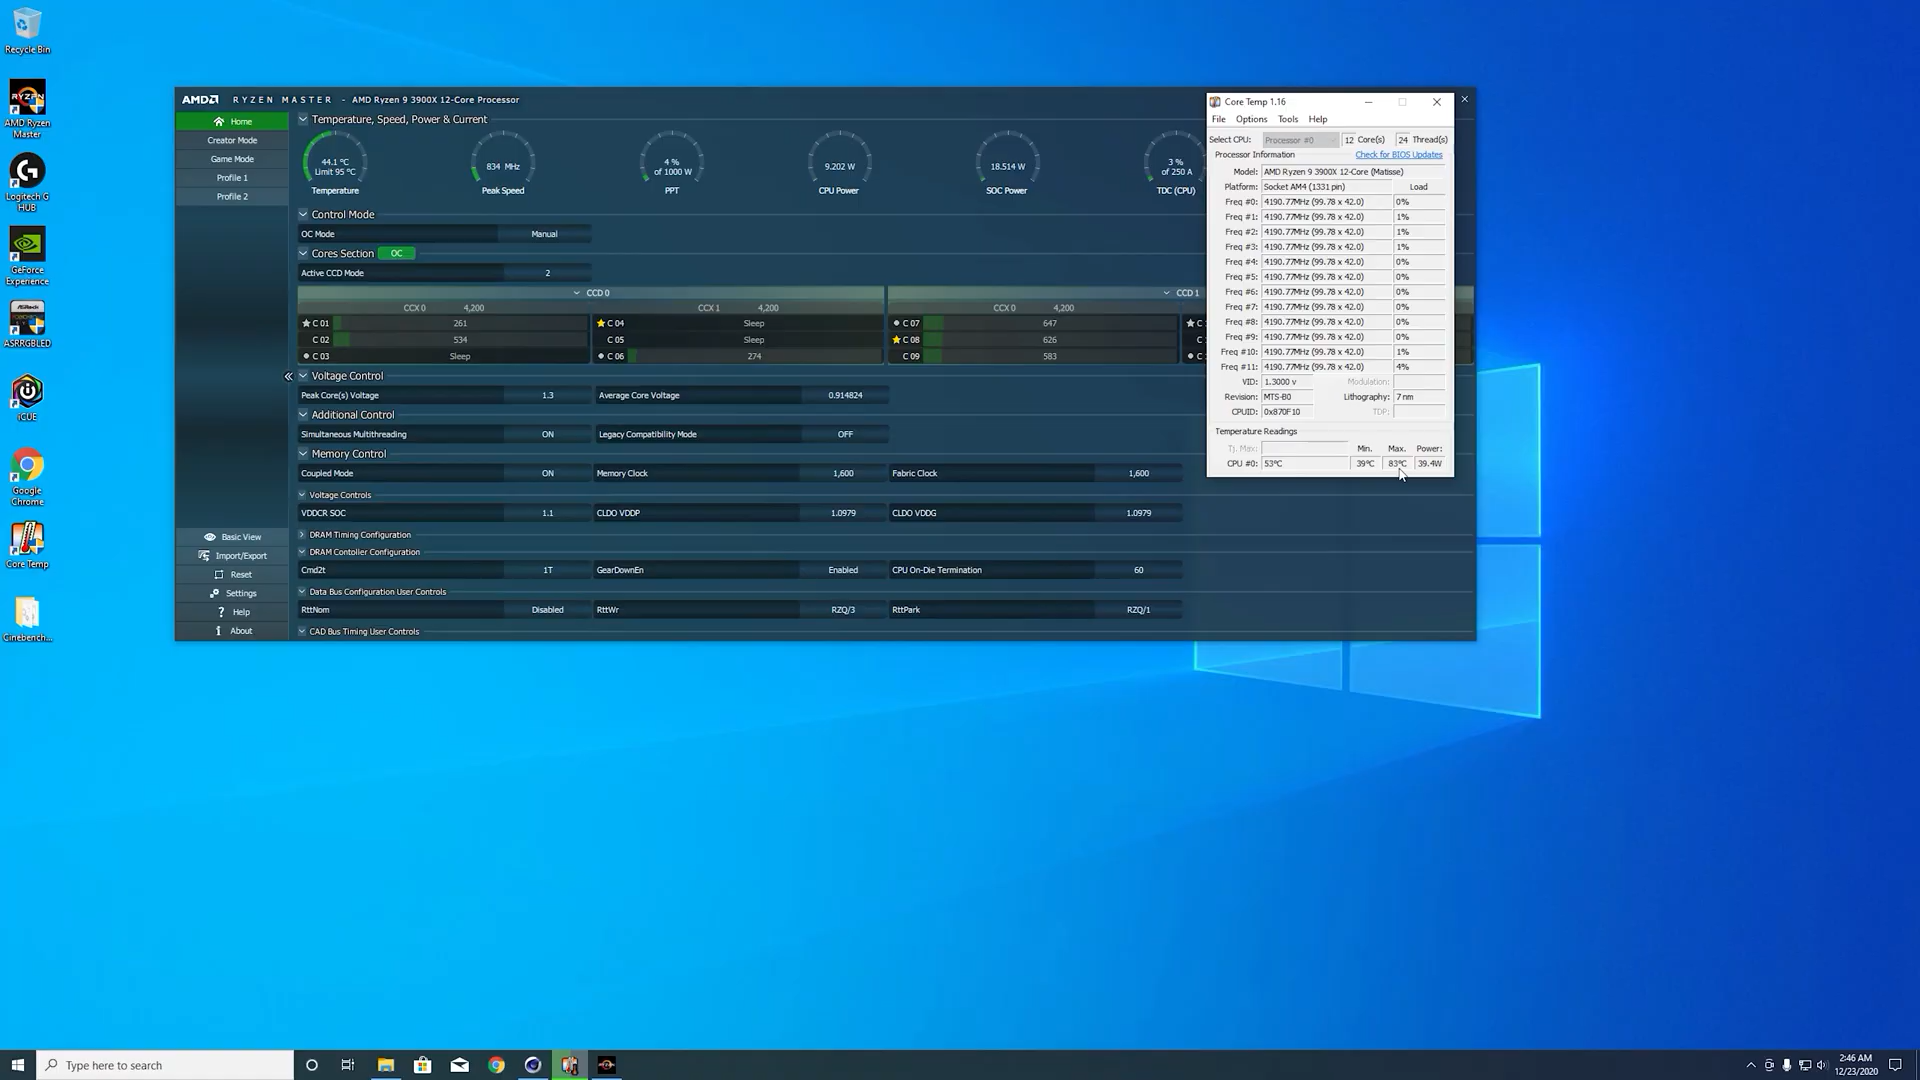 Recycle Bin
AMD Ryzen
Master
Logitech G
HUB
GeForce
Experience
ASRRGBLED
iCUE
Google
Chrome
Core Temp
Cinebench...
AMD RYZEN MASTER - AMD Ryzen 9 3900X 12-Core Processor
Home
Creator Mode
Game Mode
Profile 1
Profile 2
Basic View
Import/Export
Reset
Settings
Help
About
Temperature, Speed, Power & Current
44.1 °C
Limit 95 °C
Temperature
834 MHz
Peak Speed
4 %
of 1000 W
PPT
9.202 W
CPU Power
18.514 W
SOC Power
3 %
of 250 A
TDC (CPU)
Control Mode
OC Mode Manual
Cores Section OC
Active CCD Mode 2
CCD 0 CCD 1
CCX 0 4,200 CCX 1 4,200 CCX 0 4,200
C 01 261 C 04 Sleep C 07 647 C
C 02 534 C 05 Sleep C 08 626 C
C 03 Sleep C 06 274 C 09 583 C
Voltage Control
Peak Core(s) Voltage 1.3 Average Core Voltage 0.914824
Additional Control
Simultaneous Multithreading ON Legacy Compatibility Mode OFF
Memory Control
Coupled Mode ON Memory Clock 1,600 Fabric Clock 1,600
Voltage Controls
VDDCR SOC 1.1 CLDO VDDP 1.0979 CLDO VDDG 1.0979
DRAM Timing Configuration
DRAM Contoller Configuration
Cmd2t 1T GearDownEn Enabled CPU On-Die Termination 60
Data Bus Configuration User Controls
RttNom Disabled RttWr RZQ/3 RttPark RZQ/1
CAD Bus Timing User Controls
Core Temp 1.16
File Options Tools Help
Select CPU: Processor #0 12 Core(s) 24 Thread(s)
Processor Information Check for BIOS Updates
Model: AMD Ryzen 9 3900X 12-Core (Matisse)
Platform: Socket AM4 (1331 pin) Load
Freq #0: 4190.77MHz (99.78 x 42.0) 0%
Freq #1: 4190.77MHz (99.78 x 42.0) 1%
Freq #2: 4190.77MHz (99.78 x 42.0) 1%
Freq #3: 4190.77MHz (99.78 x 42.0) 1%
Freq #4: 4190.77MHz (99.78 x 42.0) 0%
Freq #5: 4190.77MHz (99.78 x 42.0) 0%
Freq #6: 4190.77MHz (99.78 x 42.0) 0%
Freq #7: 4190.77MHz (99.78 x 42.0) 0%
Freq #8: 4190.77MHz (99.78 x 42.0) 0%
Freq #9: 4190.77MHz (99.78 x 42.0) 0%
Freq #10: 4190.77MHz (99.78 x 42.0) 1%
Freq #11: 4190.77MHz (99.78 x 42.0) 4%
VID: 1.3000 v Modulation:
Revision: MTS-B0 Lithography: 7 nm
CPUID: 0x870F10 TDP:
Temperature Readings
Tj. Max: Min. Max. Power:
CPU #0: 53°C 39°C 83°C 39.4W
Type here to search
2:46 AM
12/23/2020